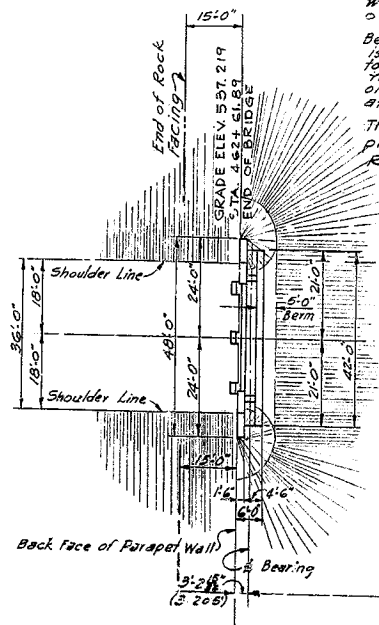 15'-0"
End of Rock
Facing
GRADE ELEV. 537.219
STA. 462+61.89
END OF BRIDGE
Shoulder Line
36'-0"
18'-0"
18'-0"
24'-0"
48'-0"
24'-0"
5'-0"
Berm
21'-0"
42'-0"
21'-0"
Shoulder Line
15'-0"
1'-6"
4'-6"
6'-0"
Back Face of Parapet Wall
Bearing
(3.205')